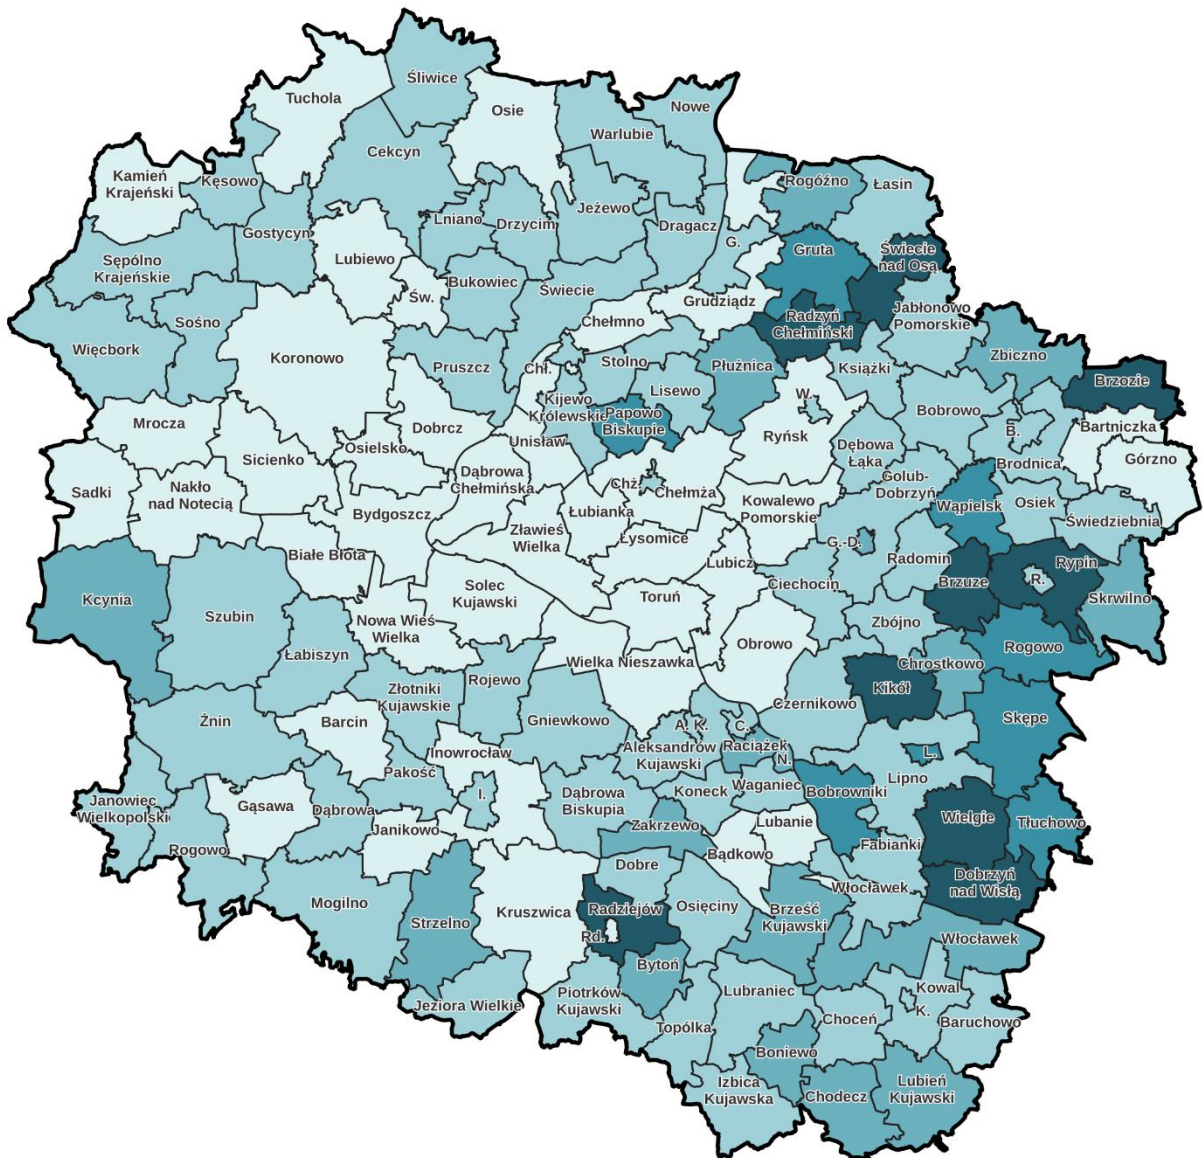 Śliwice
Tuchola
Osie
Nowe
Warlubie
Cekcyn
Kamień
Krajeński
Kęsowo
Rogóźno
Łasin
Jeżewo
Lniano
Drzycim
Dragacz
Gostycyn
G.
Gruta
Świecie
nad Osą
Sępólno
Krajeńskie
Lubiewo
Bukowiec
Św.
Świecie
Grudziądz
Radzyń
Chełmiński
Jabłonowo
Pomorskie
Sośno
Chełmno
Więcbork
Koronowo
Pruszcz
Chł.
Stolno
Płużnica
Książki
Zbiczno
Brzozie
Lisewo
W.
Kijewo
Królewskie
Papowo
Biskupie
Bobrowo
B.
Bartniczka
Mrocza
Dobrcz
Unisław
Ryńsk
Osielsko
Sicienko
Dębowa
Łąka
Górzno
Brodnica
Dąbrowa
Chełmińska
Chż.
Chełmża
Golub-
Dobrzyń
Sadki
Nakło
nad Notecią
Kowalewo
Pomorskie
Wąpielsk
Osiek
Bydgoszcz
Łubianka
Świedziebnia
Zławieś
Wielka
Łysomice
G.-D.
Białe Błota
Lubicz
Radomin
Rypin
Ciechocin
Brzuze
R.
Solec
Kujawski
Toruń
Skrwilno
Kcynia
Szubin
Nowa Wieś
Wielka
Zbójno
Obrowo
Rogowo
Łabiszyn
Wielka Nieszawka
Chrostkowo
Złotniki
Kujawskie
Rojewo
Kikół
Czernikowo
Żnin
Barcin
Gniewkowo
A. K.
C.
Skępe
Inowrocław
Aleksandrów
Kujawski
Raciążek
N.
L.
Pakość
Lipno
Janowiec
Wielkopolski
I.
Dąbrowa
Biskupia
Koneck
Waganiec
Bobrowniki
Gąsawa
Dąbrowa
Wielgie
Tłuchowo
Zakrzewo
Lubanie
Janikowo
Rogowo
Bądkowo
Fabianki
Dobre
Włocławek
Dobrzyń
nad Wisłą
Mogilno
Kruszwica
Radziejów
Osięciny
Brześć
Kujawski
Strzelno
Rd.
Włocławek
Bytoń
Lubraniec
Kowal
Piotrków
Kujawski
Jeziora Wielkie
K.
Choceń
Baruchowo
Topólka
Boniewo
Izbica
Kujawska
Chodecz
Lubień
Kujawski